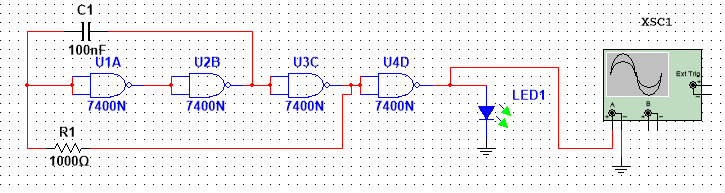 C1
100nF
XSC1
U1A
U2B
U3C
U4D
7400N
7400N
7400N
7400N
Ext Trig
A
B
LED1
R1
1000Ω